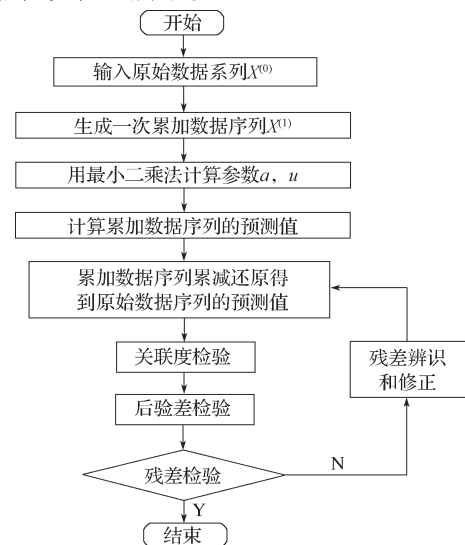 开始
输入原始数据系列X(0)
生成一次累加数据序列X(1)
用最小二乘法计算参数a，u
计算累加数据序列的预测值
累加数据序列累减还原得
到原始数据序列的预测值
关联度检验
残差辨识
和修正
后验差检验
残差检验
N
Y
结束